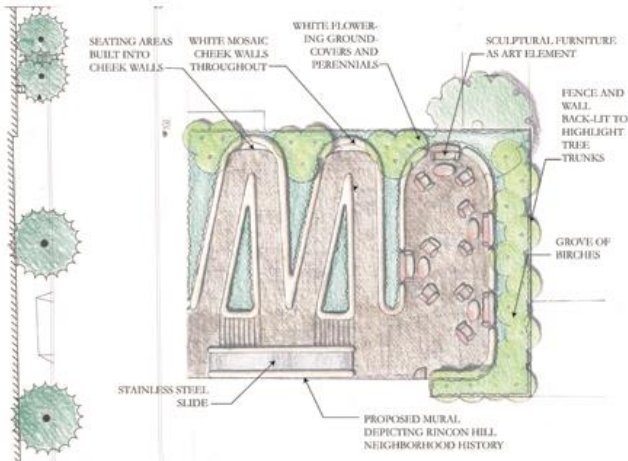 SEATING AREAS
BUILT INTO
CHEEK WALLS
WHITE MOSAIC
CHEEK WALLS
THROUGHOUT
WHITE FLOWER-
ING GROUND-
COVERS AND
PERENNIALS
SCULPTURAL FURNITURE
AS ART ELEMENT
FENCE AND
WALL
BACK-LIT TO
HIGHLIGHT
TREE
TRUNKS
GROVE OF
BIRCHES
STAINLESS STEEL
SLIDE
PROPOSED MURAL
DEPICTING RINCON HILL
NEIGHBORHOOD HISTORY